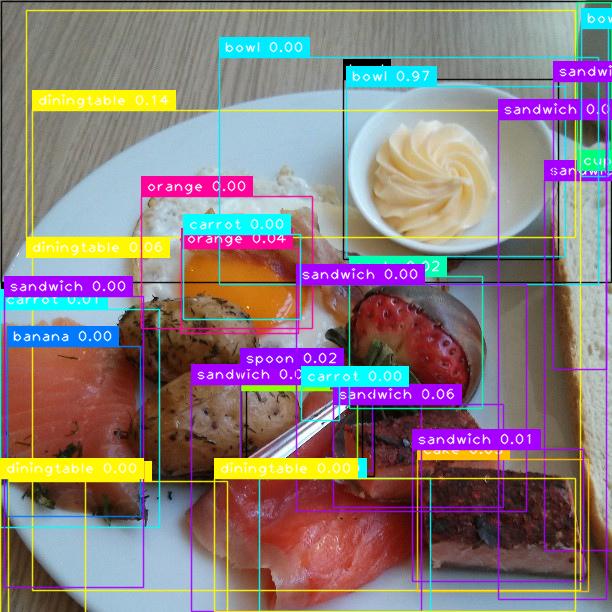 bow
bowl 0.00
bowl 0.97
sandwi
diningtable 0.14
sandwich 0.0
cup
sandwi
orange 0.00
carrot 0.00
orange 0.04
diningtable 0.06
0.02
sandwich 0.00
sandwich 0.00
carrot 0.01
banana 0.00
spoon 0.02
sandwich 0.0
carrot 0.00
sandwich 0.06
sandwich 0.01
cake
diningtable 0.00
diningtable 0.00